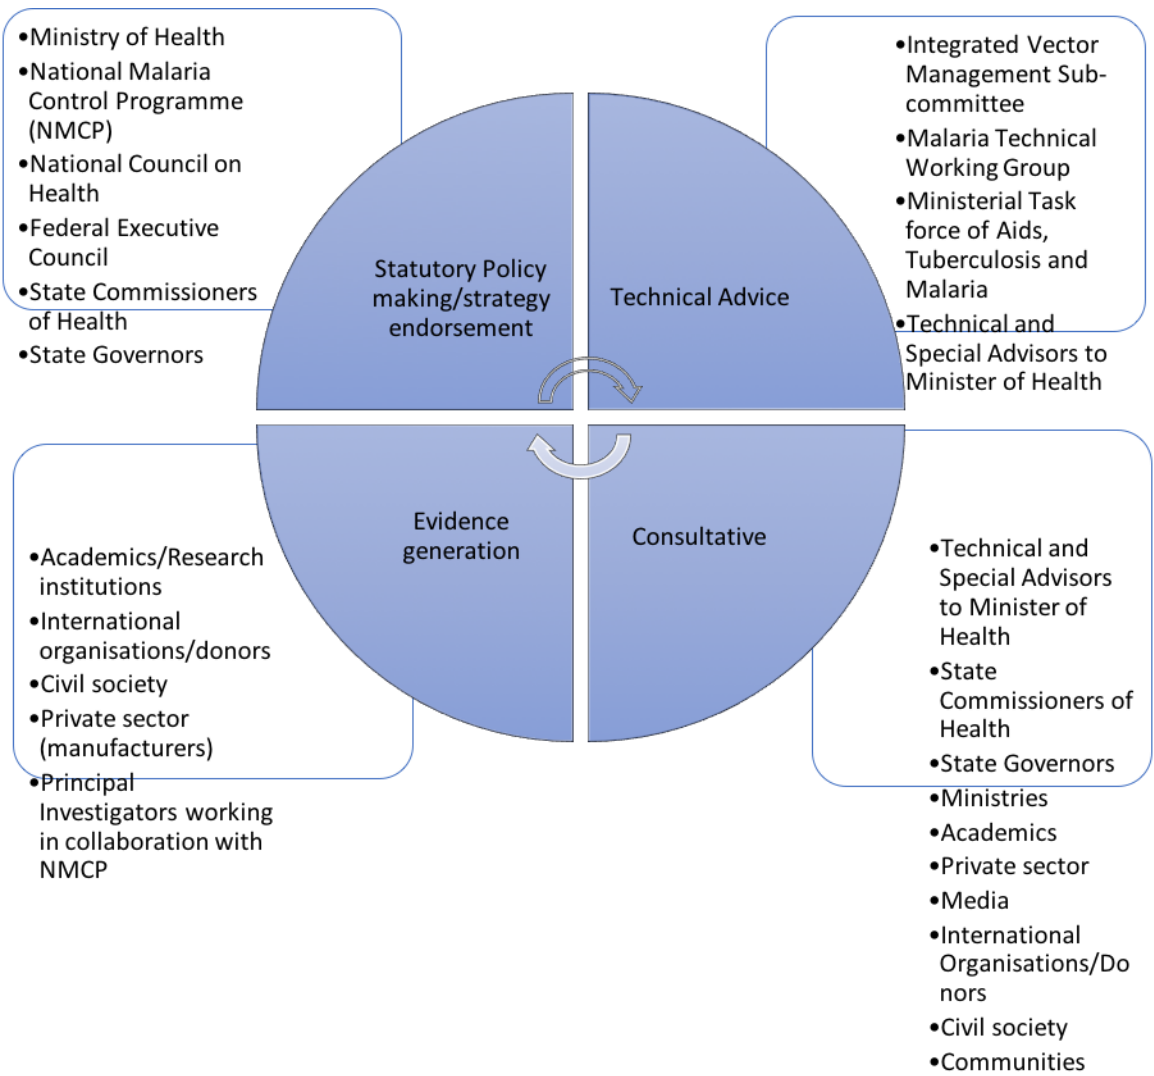 •Ministry of Health
•National Malaria
Control Programme
(NMCP)
•National Council on
Health
•Federal Executive
Council
•State Commissioners
of Health
•State Governors
•Integrated Vector
Management Sub-
committee
•Malaria Technical
Working Group
•Ministerial Task
force of Aids,
Tuberculosis and
Malaria
•Technical and
Special Advisors to
Minister of Health
Statutory Policy
making/strategy
endorsement
Technical Advice
Evidence
generation
Consultative
•Academics/Research
institutions
•International
organisations/donors
•Civil society
•Private sector
(manufacturers)
•Principal
Investigators working
in collaboration with
NMCP
•Technical and
Special Advisors
to Minister of
Health
•State
Commissioners of
Health
•State Governors
•Ministries
•Academics
•Private sector
•Media
•International
Organisations/Do
nors
•Civil society
•Communities